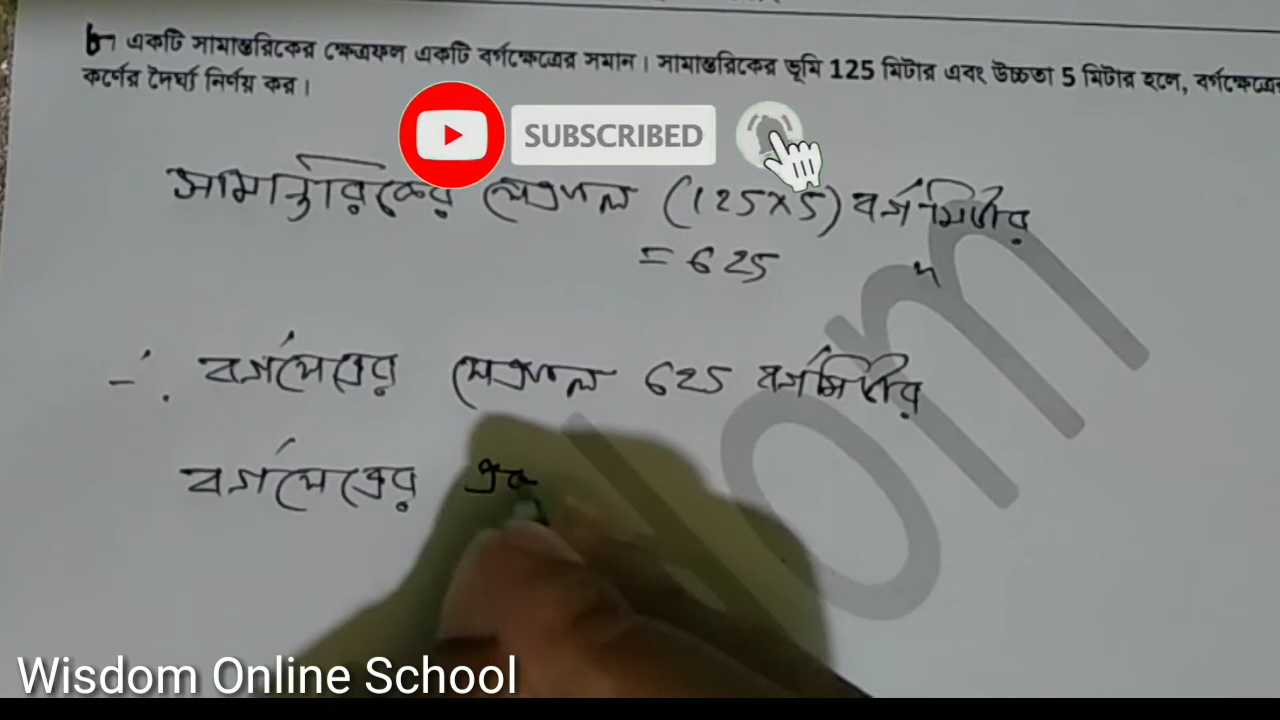 ৮। একটি সামান্তরিকের ক্ষেত্রফল একটি বর্গক্ষেত্রের সমান। সামান্তরিকের ভূমি 125 মিটার এবং উচ্চতা 5 মিটার হলে, বর্গক্ষেত্রের
কর্ণের দৈর্ঘ্য নির্ণয় কর।
SUBSCRIBED
সামান্তরিকের ক্ষেত্রফল (125×5) বর্গ মিটার
= 625 "
∴ বর্গক্ষেত্রের ক্ষেত্রফল 625 বর্গমিটার
বর্গক্ষেত্রের এক
om
Wisdom Online School